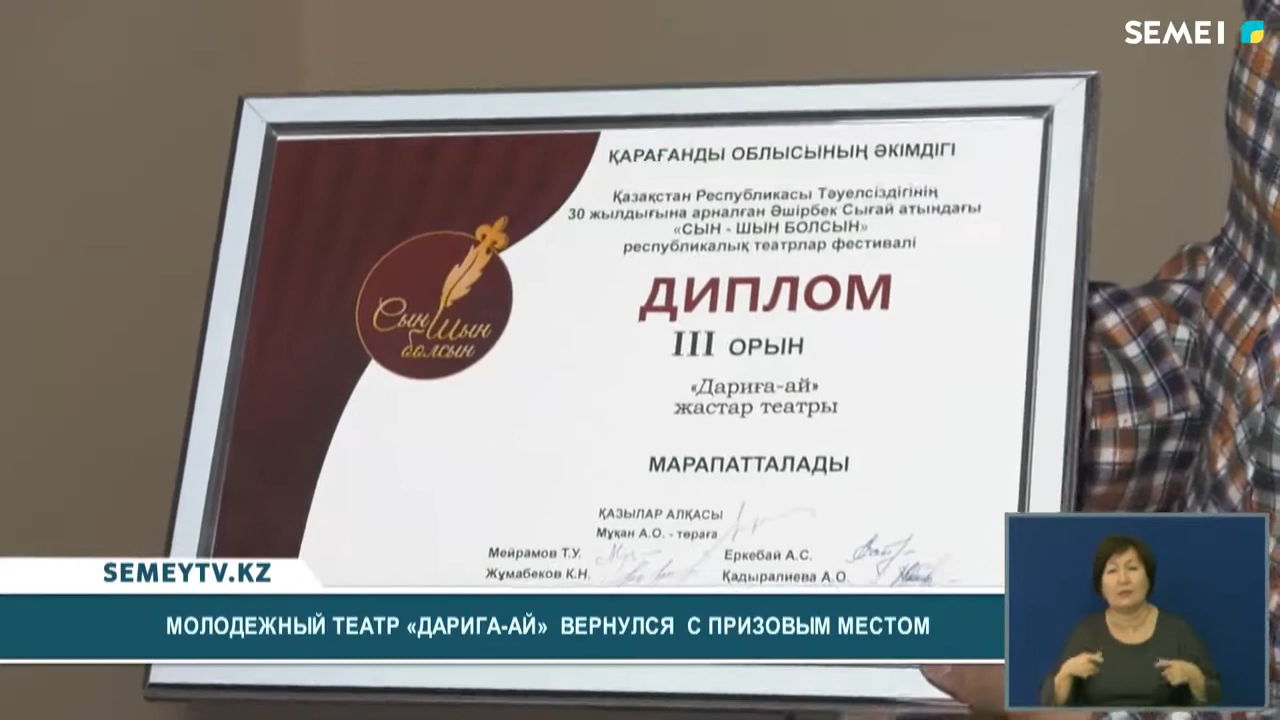 SEMEI
ҚАРАҒАНДЫ ОБЛЫСЫНЫҢ ӘКІМДІГІ
Қазақстан Республикасы Тәуелсіздігінің
30 жылдығына арналған Әшірбек Сығай атындағы
«СЫН - ШЫН БОЛСЫН»
республикалық театрлар фестивалі
Сын Шын
болсын
ДИПЛОМ
III ОРЫН
«Дариға-ай»
жастар театры
МАРАПАТТАЛАДЫ
ҚАЗЫЛАР АЛҚАСЫ
Мұқан А.О. - төраға
Мейрамов Т.У. Еркебай А.С.
Жұмабеков К.Н. Қадыралиева А.О
SEMEYTV.KZ
МОЛОДЕЖНЫЙ ТЕАТР «ДАРИГА-АЙ» ВЕРНУЛСЯ С ПРИЗОВЫМ МЕСТОМ